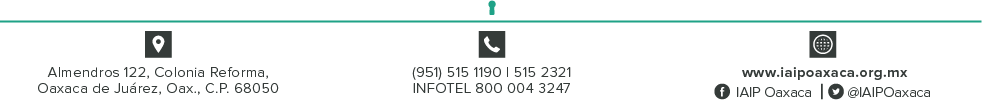 Almendros 122, Colonia Reforma,
Oaxaca de Juárez, Oax., C.P. 68050
(951) 515 1190 | 515 2321
INFOTEL 800 004 3247
www.iaipoaxaca.org.mx
IAIP Oaxaca | @IAIPOaxaca